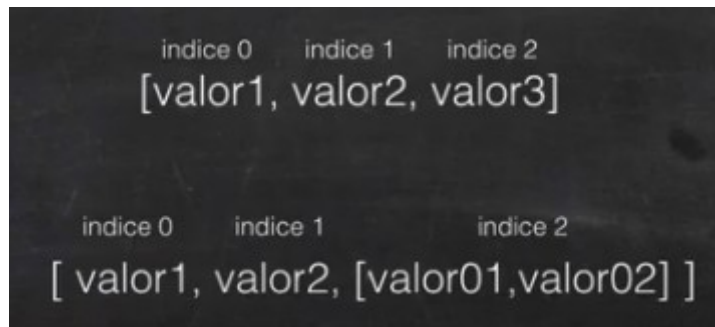 indice 0 indice 1 indice 2
[valor1, valor2, valor3]
indice 0 indice 1 indice 2
[ valor1, valor2, [valor01,valor02] ]